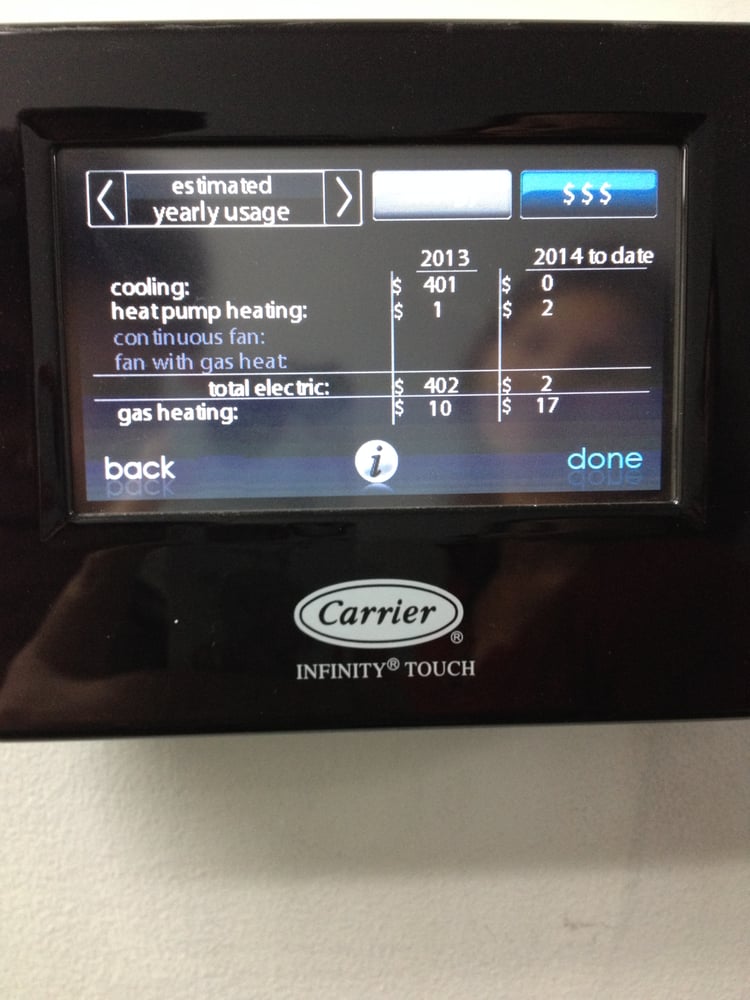 < estimated yearly usage > $$$
2013 2014 to date
cooling: $ 401 $ 0
heat pump heating: $ 1 $ 2
continuous fan:
fan with gas heat:
total electric: $ 402 $ 2
gas heating: $ 10 $ 17
back i done
Carrier ®
INFINITY® TOUCH